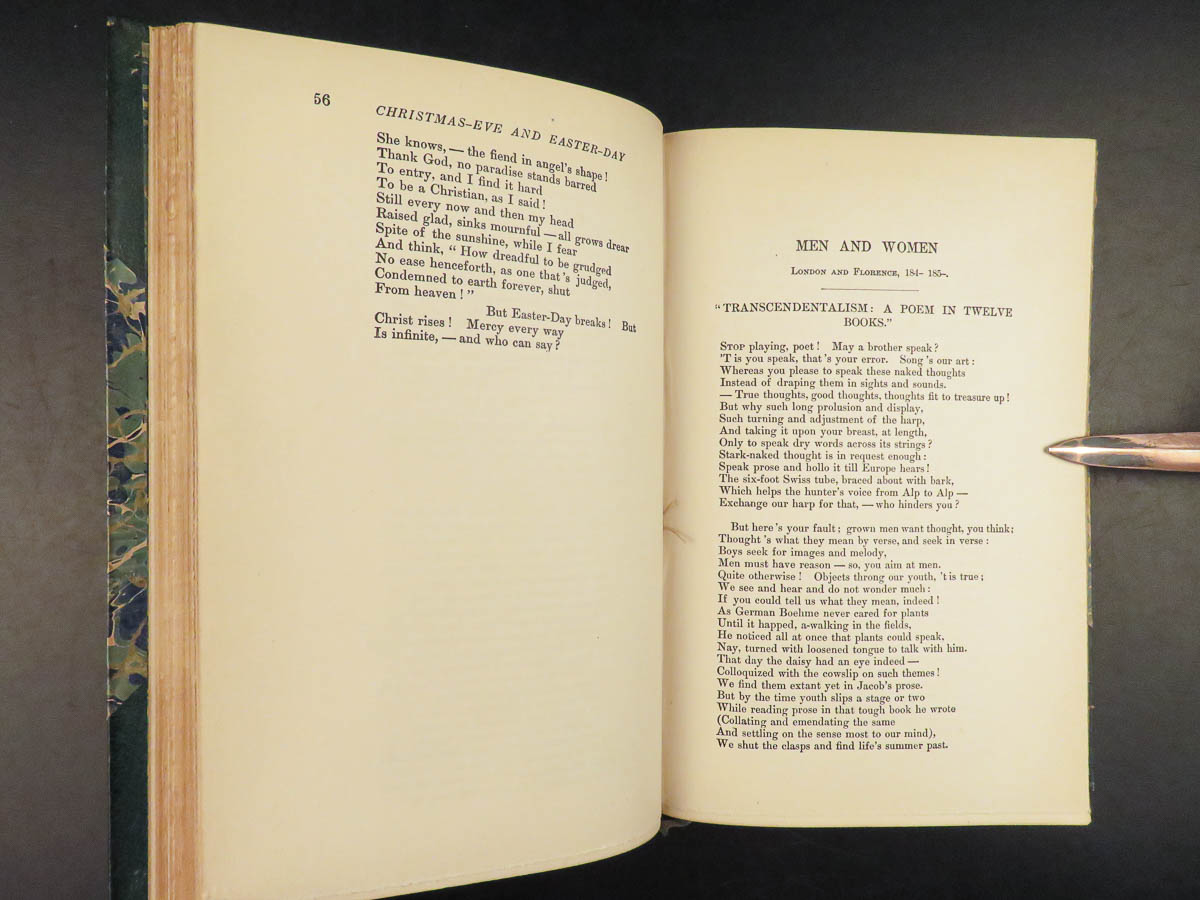 56
CHRISTMAS-EVE AND EASTER-DAY
She knows, — the fiend in angel's shape!
Thank God, no paradise stands barred
To entry, and I find it hard
To be a Christian, as I said!
Still every now and then my head
Raised glad, sinks mournful — all grows drear
Spite of the sunshine, while I fear
And think, "How dreadful to be grudged
No ease henceforth, as one that's judged,
Condemned to earth forever, shut
From heaven!"
But Easter-Day breaks! But
Christ rises! Mercy every way
Is infinite, — and who can say?
MEN AND WOMEN
LONDON AND FLORENCE, 184– 185–.
"TRANSCENDENTALISM: A POEM IN TWELVE
BOOKS."
STOP playing, poet! May a brother speak?
'T is you speak, that's your error. Song's our art:
Whereas you please to speak these naked thoughts
Instead of draping them in sights and sounds.
— True thoughts, good thoughts, thoughts fit to treasure up!
But why such long prolusion and display,
Such turning and adjustment of the harp,
And taking it upon your breast, at length,
Only to speak dry words across its strings?
Stark-naked thought is in request enough:
Speak prose and hollo it till Europe hears!
The six-foot Swiss tube, braced about with bark,
Which helps the hunter's voice from Alp to Alp —
Exchange our harp for that, — who hinders you?
But here's your fault; grown men want thought, you think;
Thought's what they mean by verse, and seek in verse:
Boys seek for images and melody,
Men must have reason — so, you aim at men.
Quite otherwise! Objects throng our youth, 't is true;
We see and hear and do not wonder much:
If you could tell us what they mean, indeed!
As German Boehme never cared for plants
Until it happed, a-walking in the fields,
He noticed all at once that plants could speak,
Nay, turned with loosened tongue to talk with him.
That day the daisy had an eye indeed —
Colloquized with the cowslip on such themes!
We find them extant yet in Jacob's prose.
But by the time youth slips a stage or two
While reading prose in that tough book he wrote
(Collating and emendating the same
And settling on the sense most to our mind),
We shut the clasps and find life's summer past.